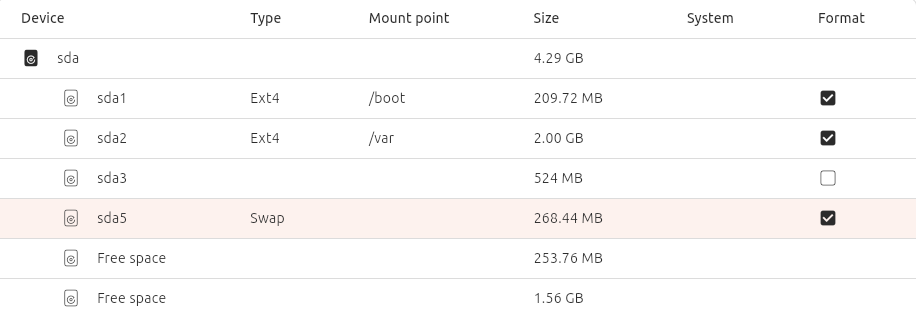 Device Type Mount point Size System Format
sda 4.29 GB
sda1 Ext4 /boot 209.72 MB
sda2 Ext4 /var 2.00 GB
sda3 524 MB
sda5 Swap 268.44 MB
Free space 253.76 MB
Free space 1.56 GB